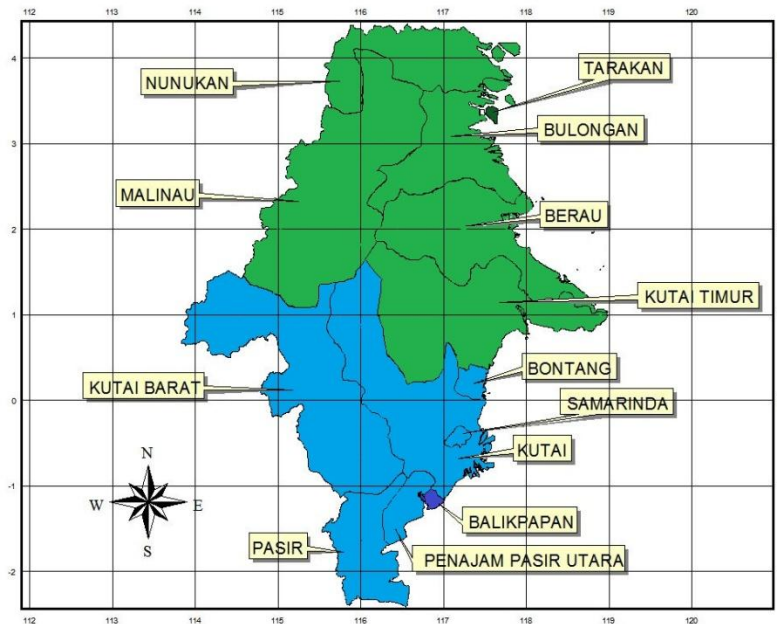 112 113 114 115 116 117 118 119 120
4
TARAKAN
NUNUKAN
BULONGAN
3
MALINAU
BERAU
2
KUTAI TIMUR
1
BONTANG
KUTAI BARAT
SAMARINDA
0
KUTAI
N
W E
S
-1
BALIKPAPAN
PASIR
PENAJAM PASIR UTARA
-2
112 113 114 115 116 117 118 119 120